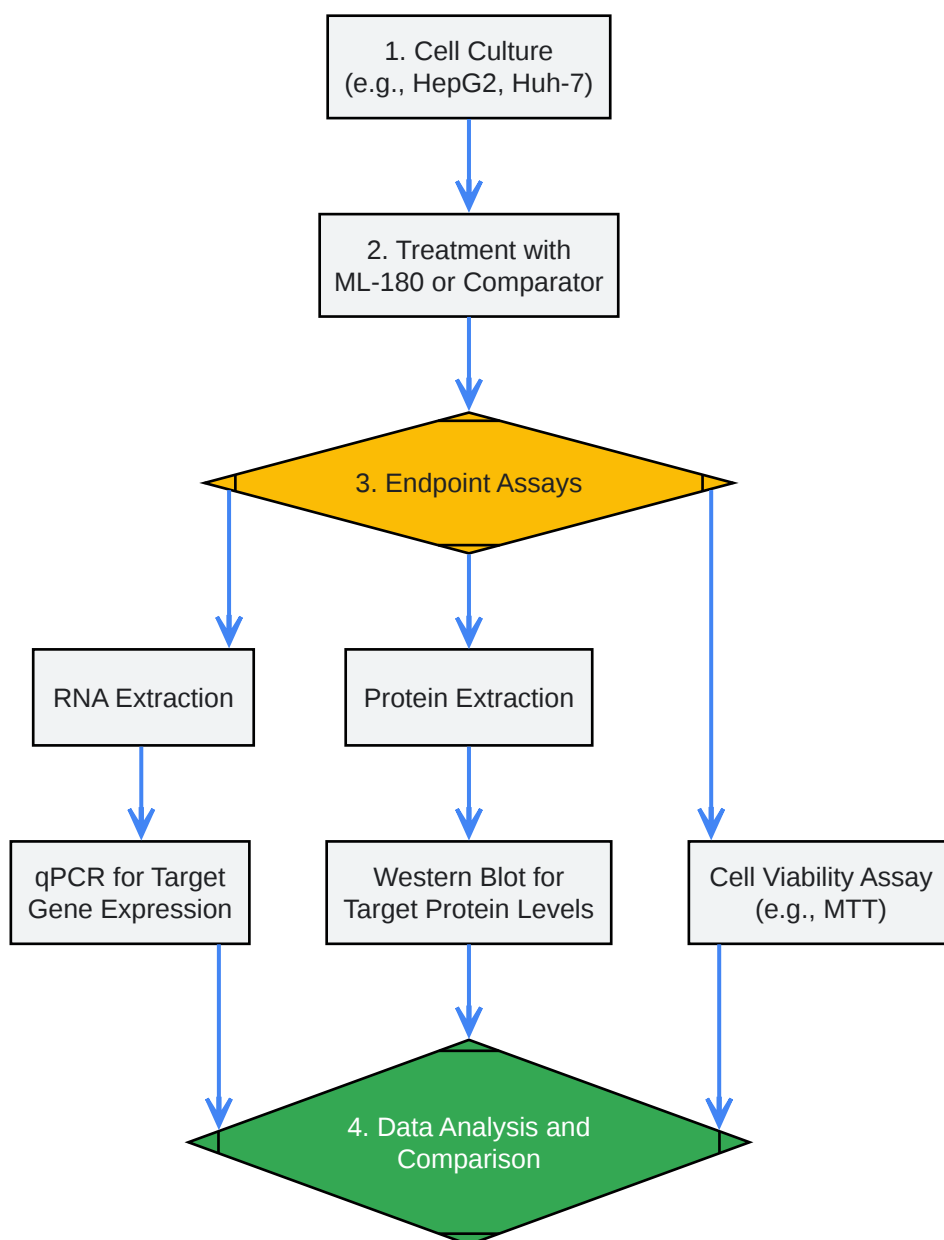 1. Cell Culture
(e.g., HepG2, Huh-7)
2. Treatment with
ML-180 or Comparator
3. Endpoint Assays
RNA Extraction
Protein Extraction
qPCR for Target
Gene Expression
Western Blot for
Target Protein Levels
Cell Viability Assay
(e.g., MTT)
4. Data Analysis and
Comparison